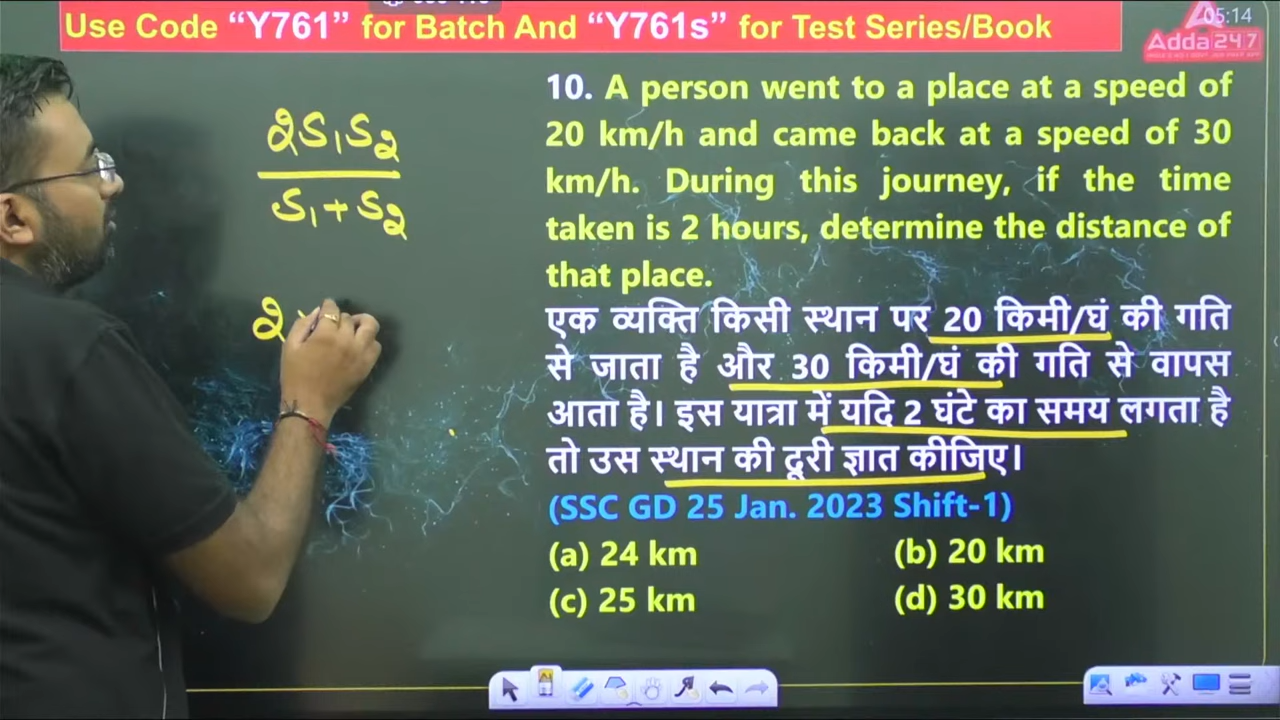 Use Code “Y761” for Batch And “Y761s” for Test Series/Book
05:14
Adda247
2S₁S₂
S₁+S₂
2
10. A person went to a place at a speed of
20 km/h and came back at a speed of 30
km/h. During this journey, if the time
taken is 2 hours, determine the distance of
that place.
एक व्यक्ति किसी स्थान पर 20 किमी/घं की गति
से जाता है और 30 किमी/घं की गति से वापस
आता है। इस यात्रा में यदि 2 घंटे का समय लगता है
तो उस स्थान की दूरी ज्ञात कीजिए।
(SSC GD 25 Jan. 2023 Shift-1)
(a) 24 km
(b) 20 km
(c) 25 km
(d) 30 km